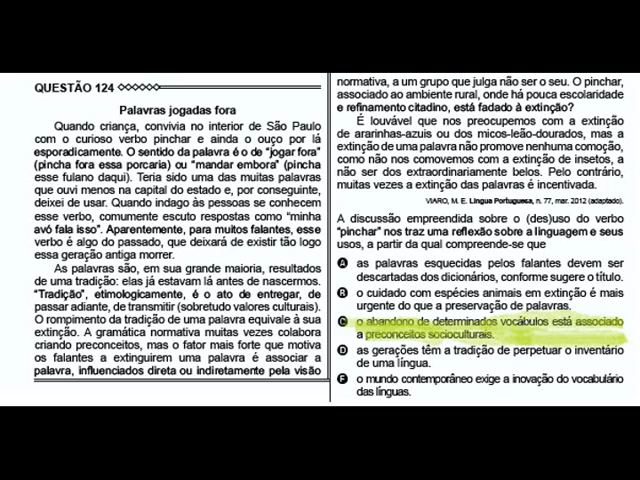 QUESTÃO 124
Palavras jogadas fora
Quando criança, convivia no interior de São Paulo
com o curioso verbo pinchar e ainda o ouço por lá
esporadicamente. O sentido da palavra é o de "jogar fora"
(pincha fora essa porcaria) ou "mandar embora" (pincha
esse fulano daqui). Teria sido uma das muitas palavras
que ouvi menos na capital do estado e, por conseguinte,
deixei de usar. Quando indago às pessoas se conhecem
esse verbo, comumente escuto respostas como "minha
avó fala isso". Aparentemente, para muitos falantes, esse
verbo é algo do passado, que deixará de existir tão logo
essa geração antiga morrer.
As palavras são, em sua grande maioria, resultados
de uma tradição: elas já estavam lá antes de nascermos.
"Tradição", etimologicamente, é o ato de entregar, de
passar adiante, de transmitir (sobretudo valores culturais).
O rompimento da tradição de uma palavra equivale à sua
extinção. A gramática normativa muitas vezes colabora
criando preconceitos, mas o fator mais forte que motiva
os falantes a extinguirem uma palavra é associar a
palavra, influenciados direta ou indiretamente pela visão
normativa, a um grupo que julga não ser o seu. O pinchar,
associado ao ambiente rural, onde há pouca escolaridade
e refinamento citadino, está fadado à extinção?
É louvável que nos preocupemos com a extinção
de ararinhas-azuis ou dos micos-leão-dourados, mas a
extinção de uma palavra não promove nenhuma comoção,
como não nos comovemos com a extinção de insetos, a
não ser dos extraordinariamente belos. Pelo contrário,
muitas vezes a extinção das palavras é incentivada.
VIARO, M. E. Língua Portuguesa, n. 77, mar. 2012 (adaptado).
A discussão empreendida sobre o (des)uso do verbo
"pinchar" nos traz uma reflexão sobre a linguagem e seus
usos, a partir da qual compreende-se que
A as palavras esquecidas pelos falantes devem ser
descartadas dos dicionários, conforme sugere o título.
B o cuidado com espécies animais em extinção é mais
urgente do que a preservação de palavras.
C o abandono de determinados vocábulos está associado
a preconceitos socioculturais.
D as gerações têm a tradição de perpetuar o inventário
de uma língua.
E o mundo contemporâneo exige a inovação do vocabulário
das línguas.